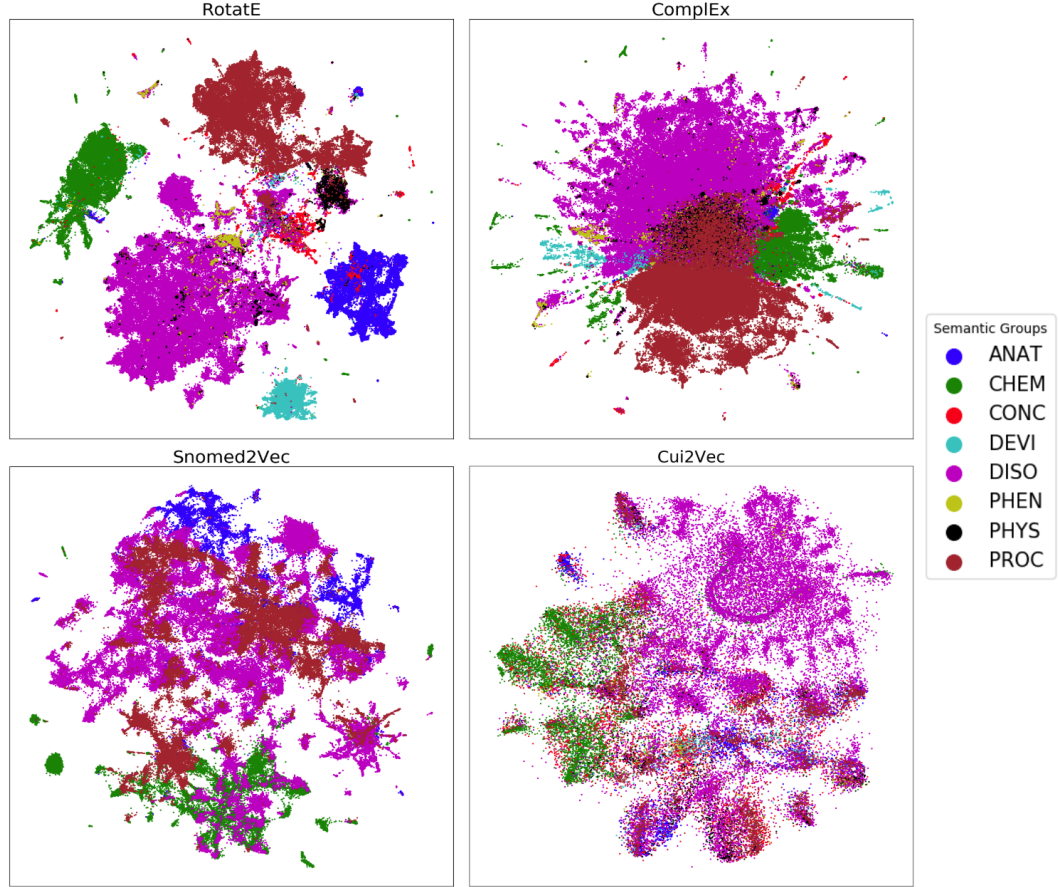 RotatE
ComplEx
Snomed2Vec
Cui2Vec
Semantic Groups
ANAT
CHEM
CONC
DEVI
DISO
PHEN
PHYS
PROC